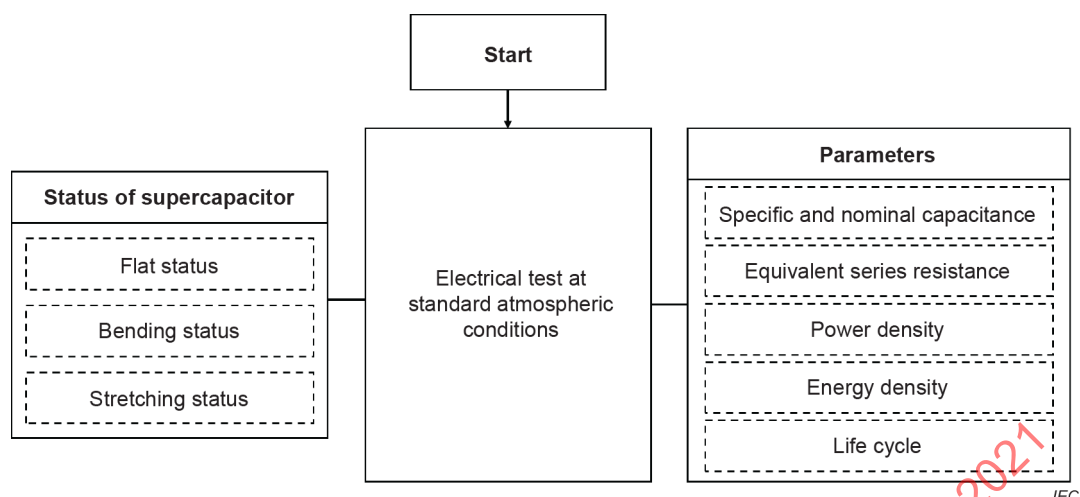 Start
Status of supercapacitor
Flat status
Bending status
Stretching status
Electrical test at
standard atmospheric
conditions
Parameters
Specific and nominal capacitance
Equivalent series resistance
Power density
Energy density
Life cycle
2021
IEC